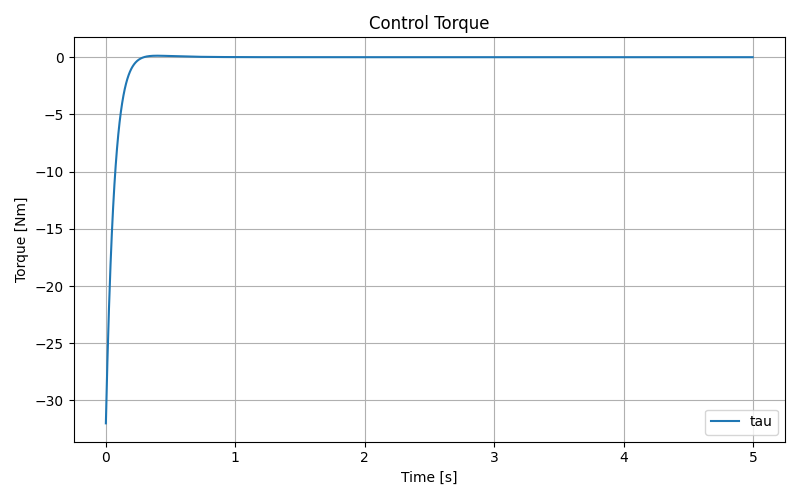 Control Torque
0
−5
−10
−15
−20
−25
−30
Torque [Nm]
tau
0 1 2 3 4 5
Time [s]